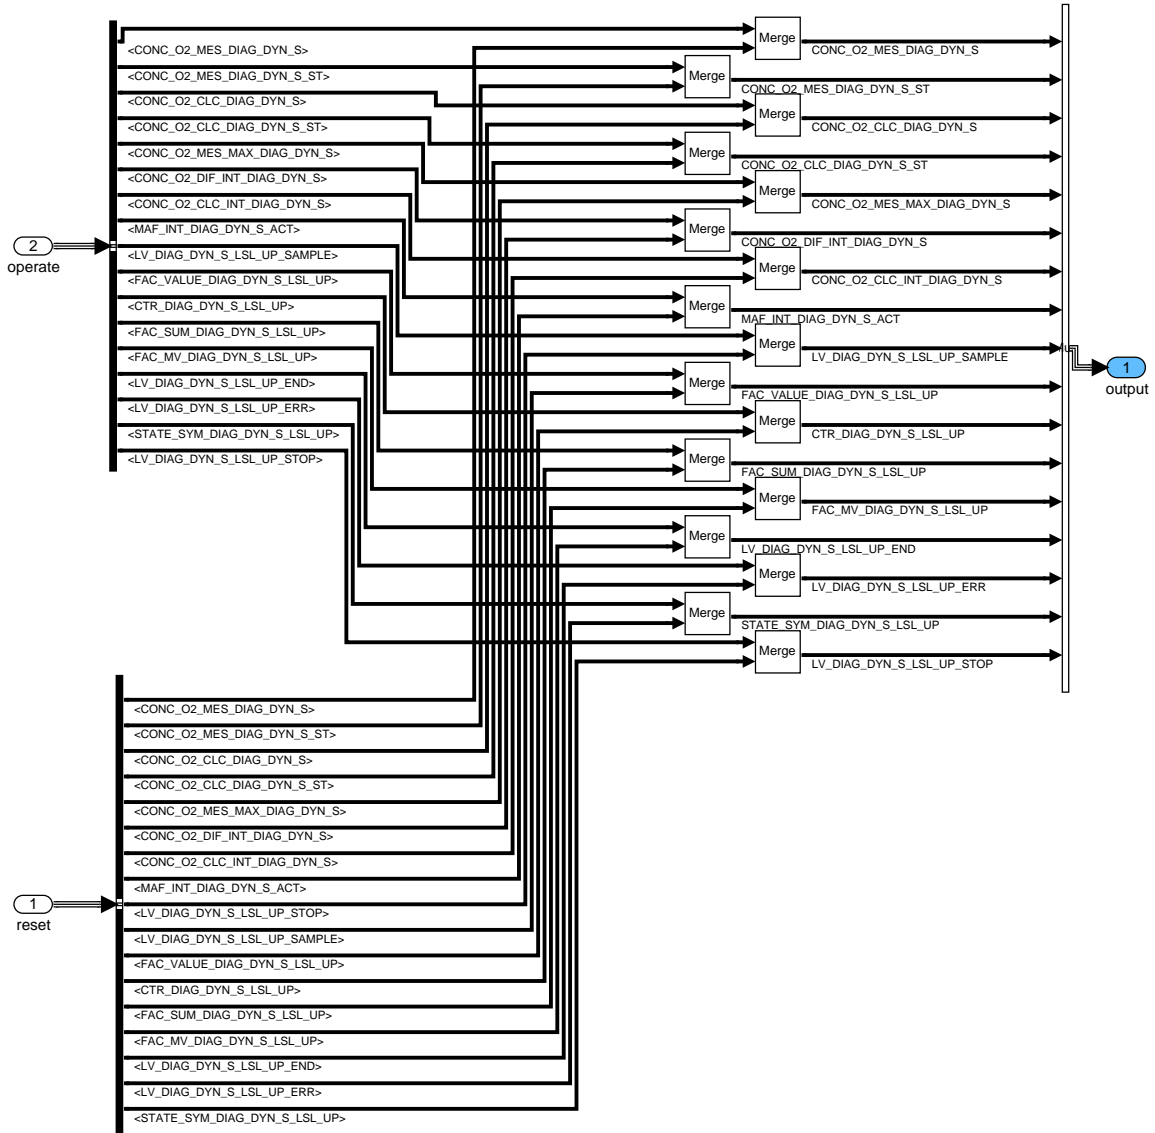 Merge
<CONC_O2_MES_DIAG_DYN_S>
CONC_O2_MES_DIAG_DYN_S
Merge
<CONC_O2_MES_DIAG_DYN_S_ST>
CONC_O2_MES_DIAG_DYN_S_ST
<CONC_O2_CLC_DIAG_DYN_S>
Merge
<CONC_O2_CLC_DIAG_DYN_S_ST>
CONC_O2_CLC_DIAG_DYN_S
Merge
<CONC_O2_MES_MAX_DIAG_DYN_S>
CONC_O2_CLC_DIAG_DYN_S_ST
<CONC_O2_DIF_INT_DIAG_DYN_S>
Merge
<CONC_O2_CLC_INT_DIAG_DYN_S>
CONC_O2_MES_MAX_DIAG_DYN_S
Merge
<MAF_INT_DIAG_DYN_S_ACT>
CONC_O2_DIF_INT_DIAG_DYN_S
2
operate
<LV_DIAG_DYN_S_LSL_UP_SAMPLE>
Merge
<FAC_VALUE_DIAG_DYN_S_LSL_UP>
CONC_O2_CLC_INT_DIAG_DYN_S
Merge
<CTR_DIAG_DYN_S_LSL_UP>
MAF_INT_DIAG_DYN_S_ACT
<FAC_SUM_DIAG_DYN_S_LSL_UP>
Merge
<FAC_MV_DIAG_DYN_S_LSL_UP>
LV_DIAG_DYN_S_LSL_UP_SAMPLE
1
output
Merge
<LV_DIAG_DYN_S_LSL_UP_END>
FAC_VALUE_DIAG_DYN_S_LSL_UP
<LV_DIAG_DYN_S_LSL_UP_ERR>
Merge
<STATE_SYM_DIAG_DYN_S_LSL_UP>
CTR_DIAG_DYN_S_LSL_UP
Merge
<LV_DIAG_DYN_S_LSL_UP_STOP>
FAC_SUM_DIAG_DYN_S_LSL_UP
Merge
FAC_MV_DIAG_DYN_S_LSL_UP
Merge
LV_DIAG_DYN_S_LSL_UP_END
Merge
LV_DIAG_DYN_S_LSL_UP_ERR
Merge
STATE_SYM_DIAG_DYN_S_LSL_UP
Merge
LV_DIAG_DYN_S_LSL_UP_STOP
<CONC_O2_MES_DIAG_DYN_S>
<CONC_O2_MES_DIAG_DYN_S_ST>
<CONC_O2_CLC_DIAG_DYN_S>
<CONC_O2_CLC_DIAG_DYN_S_ST>
<CONC_O2_MES_MAX_DIAG_DYN_S>
<CONC_O2_DIF_INT_DIAG_DYN_S>
<CONC_O2_CLC_INT_DIAG_DYN_S>
<MAF_INT_DIAG_DYN_S_ACT>
1
reset
<LV_DIAG_DYN_S_LSL_UP_STOP>
<LV_DIAG_DYN_S_LSL_UP_SAMPLE>
<FAC_VALUE_DIAG_DYN_S_LSL_UP>
<CTR_DIAG_DYN_S_LSL_UP>
<FAC_SUM_DIAG_DYN_S_LSL_UP>
<FAC_MV_DIAG_DYN_S_LSL_UP>
<LV_DIAG_DYN_S_LSL_UP_END>
<LV_DIAG_DYN_S_LSL_UP_ERR>
<STATE_SYM_DIAG_DYN_S_LSL_UP>